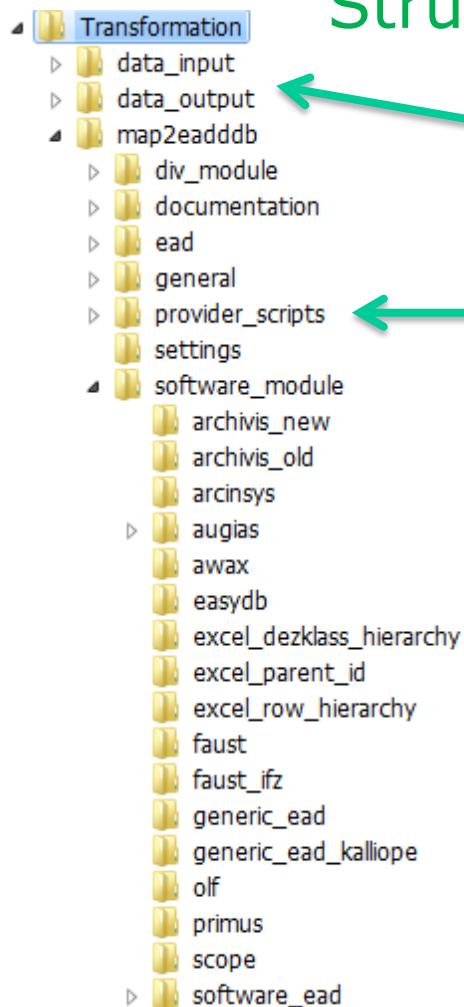 Stru
Transformation
data_input
data_output
map2eadddb
div_module
documentation
ead
general
provider_scripts
settings
software_module
archivis_new
archivis_old
arcinsys
augias
awax
easydb
excel_dezklass_hierarchy
excel_parent_id
excel_row_hierarchy
faust
faust_ifz
generic_ead
generic_ead_kalliope
olf
primus
scope
software_ead